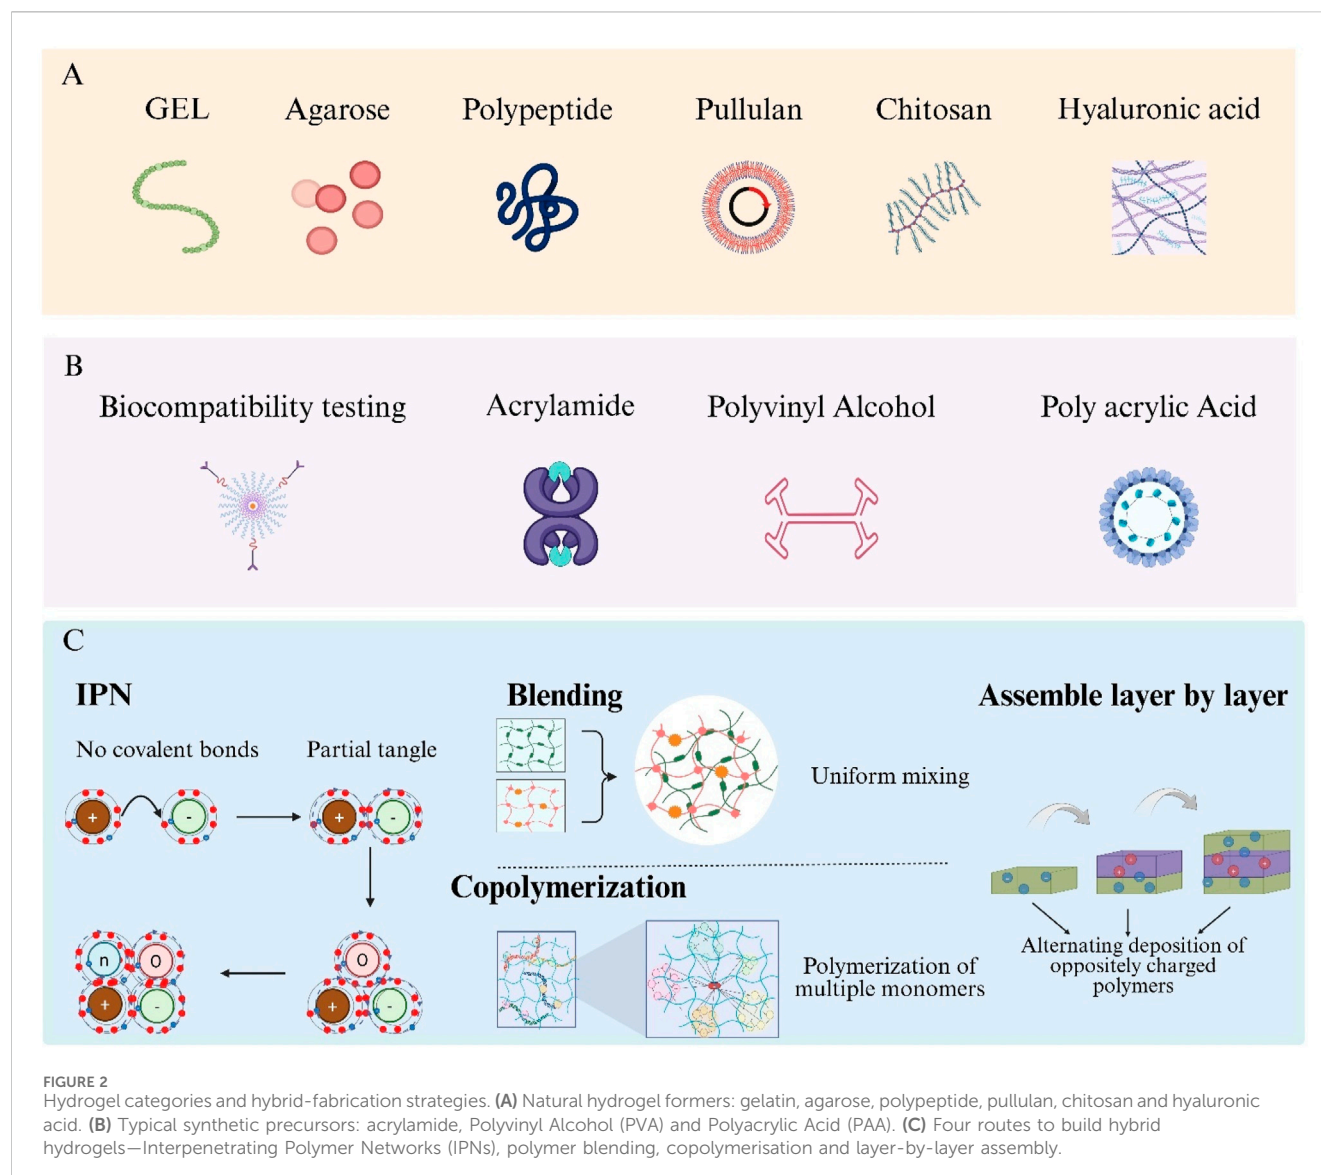 A
GEL
Agarose
Polypeptide
Pullulan
Chitosan
Hyaluronic acid
B
Biocompatibility testing
Acrylamide
Polyvinyl Alcohol
Poly acrylic Acid
C
IPN
No covalent bonds
Partial tangle
+
-
+
-
n
O
+
-
O
+
-
Blending
Uniform mixing
Copolymerization
Polymerization of
multiple monomers
Assemble layer by layer
Alternating deposition of
oppositely charged
polymers
FIGURE 2
Hydrogel categories and hybrid-fabrication strategies. (A) Natural hydrogel formers: gelatin, agarose, polypeptide, pullulan, chitosan and hyaluronic
acid. (B) Typical synthetic precursors: acrylamide, Polyvinyl Alcohol (PVA) and Polyacrylic Acid (PAA). (C) Four routes to build hybrid
hydrogels—Interpenetrating Polymer Networks (IPNs), polymer blending, copolymerisation and layer-by-layer assembly.